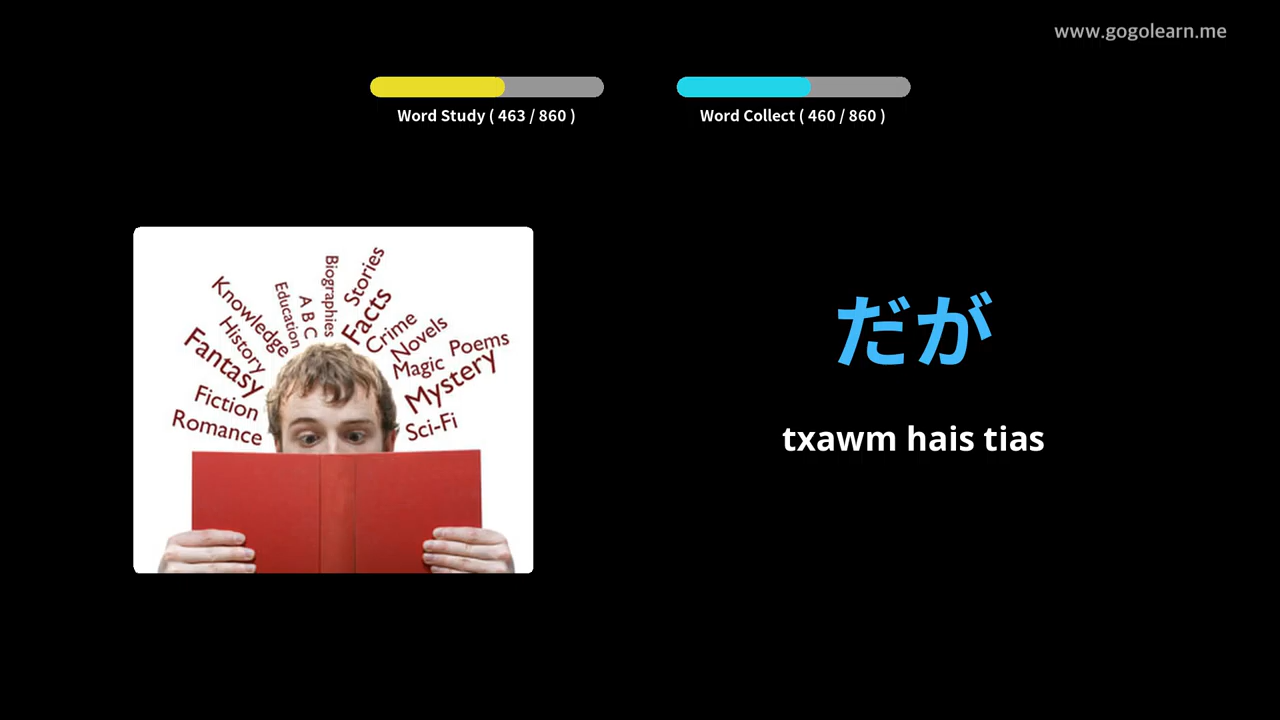 www.gogolearn.me
Word Study ( 463 / 860 )
Word Collect ( 460 / 860 )
Biographies
Stories
Knowledge
Education
A B C
Facts
Crime
History
Novels
Poems
Fantasy
Magic
Mystery
Fiction
Romance
Sci-Fi
だが
txawm hais tias